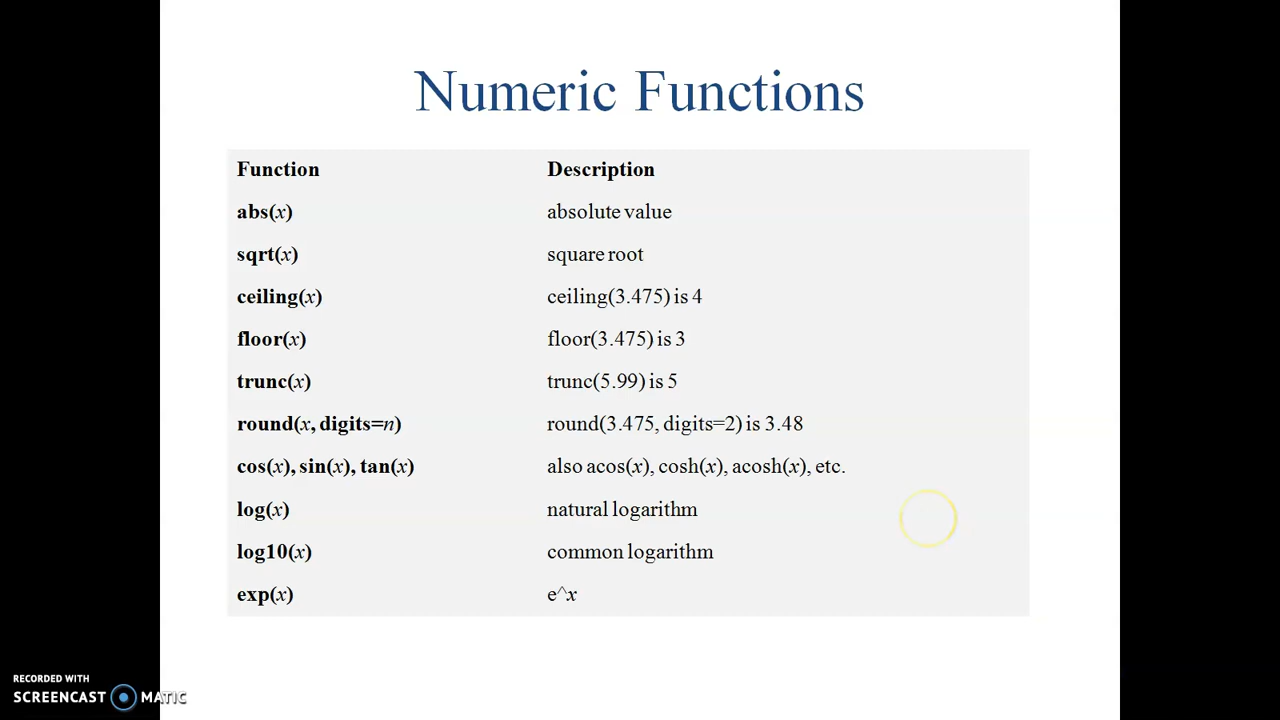 Numeric Functions
Function Description
abs(x) absolute value
sqrt(x) square root
ceiling(x) ceiling(3.475) is 4
floor(x) floor(3.475) is 3
trunc(x) trunc(5.99) is 5
round(x, digits=n) round(3.475, digits=2) is 3.48
cos(x), sin(x), tan(x) also acos(x), cosh(x), acosh(x), etc.
log(x) natural logarithm
log10(x) common logarithm
exp(x) e^x
RECORDED WITH
SCREENCAST MATIC